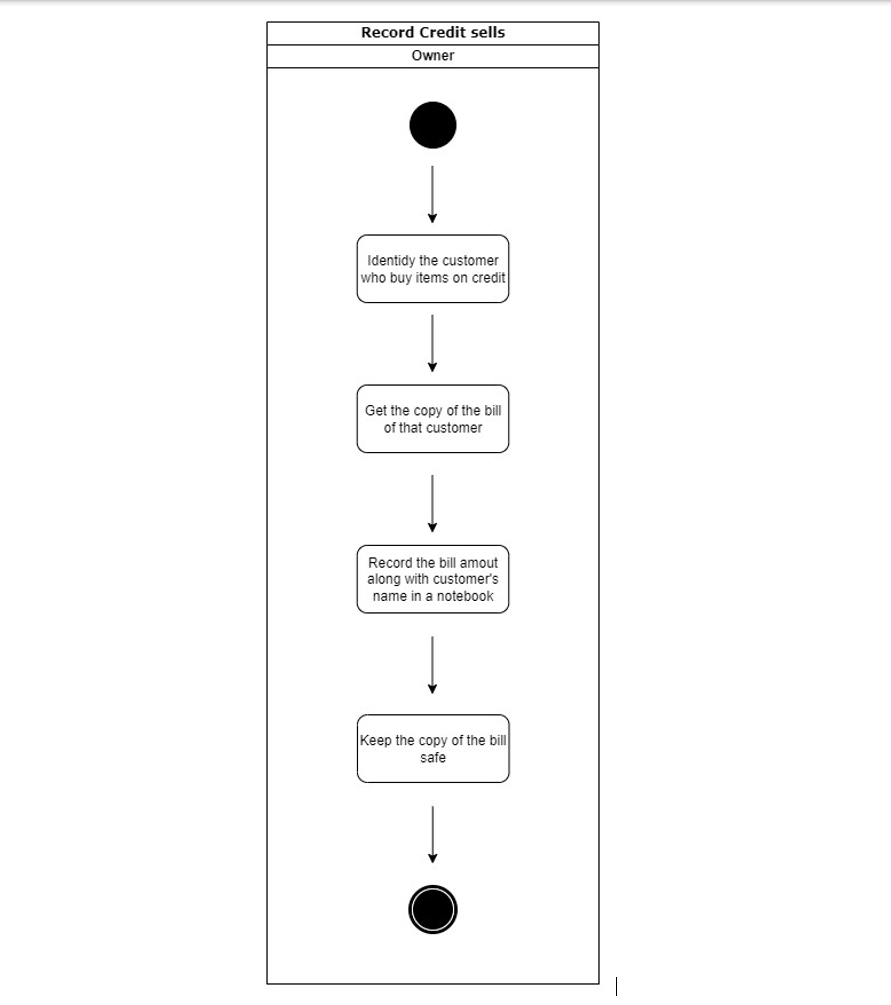 Record Credit sells
Owner
Identidy the customer
who buy items on credit
Get the copy of the bill
of that customer
Record the bill amout
along with customer's
name in a notebook
Keep the copy of the bill
safe